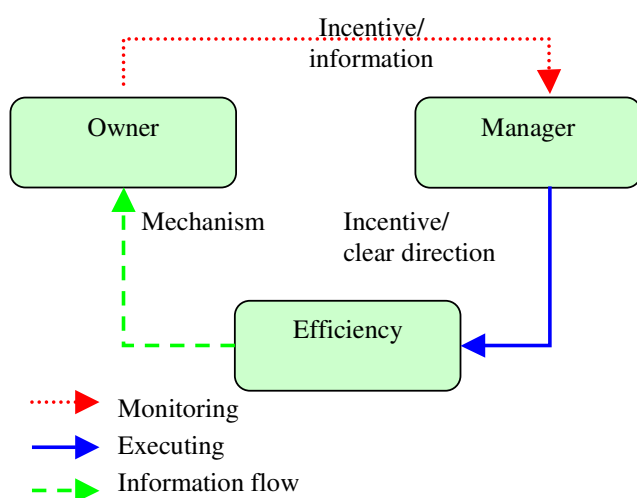 Incentive/
information
Owner
Manager
Mechanism
Incentive/
clear direction
Efficiency
Monitoring
Executing
Information flow